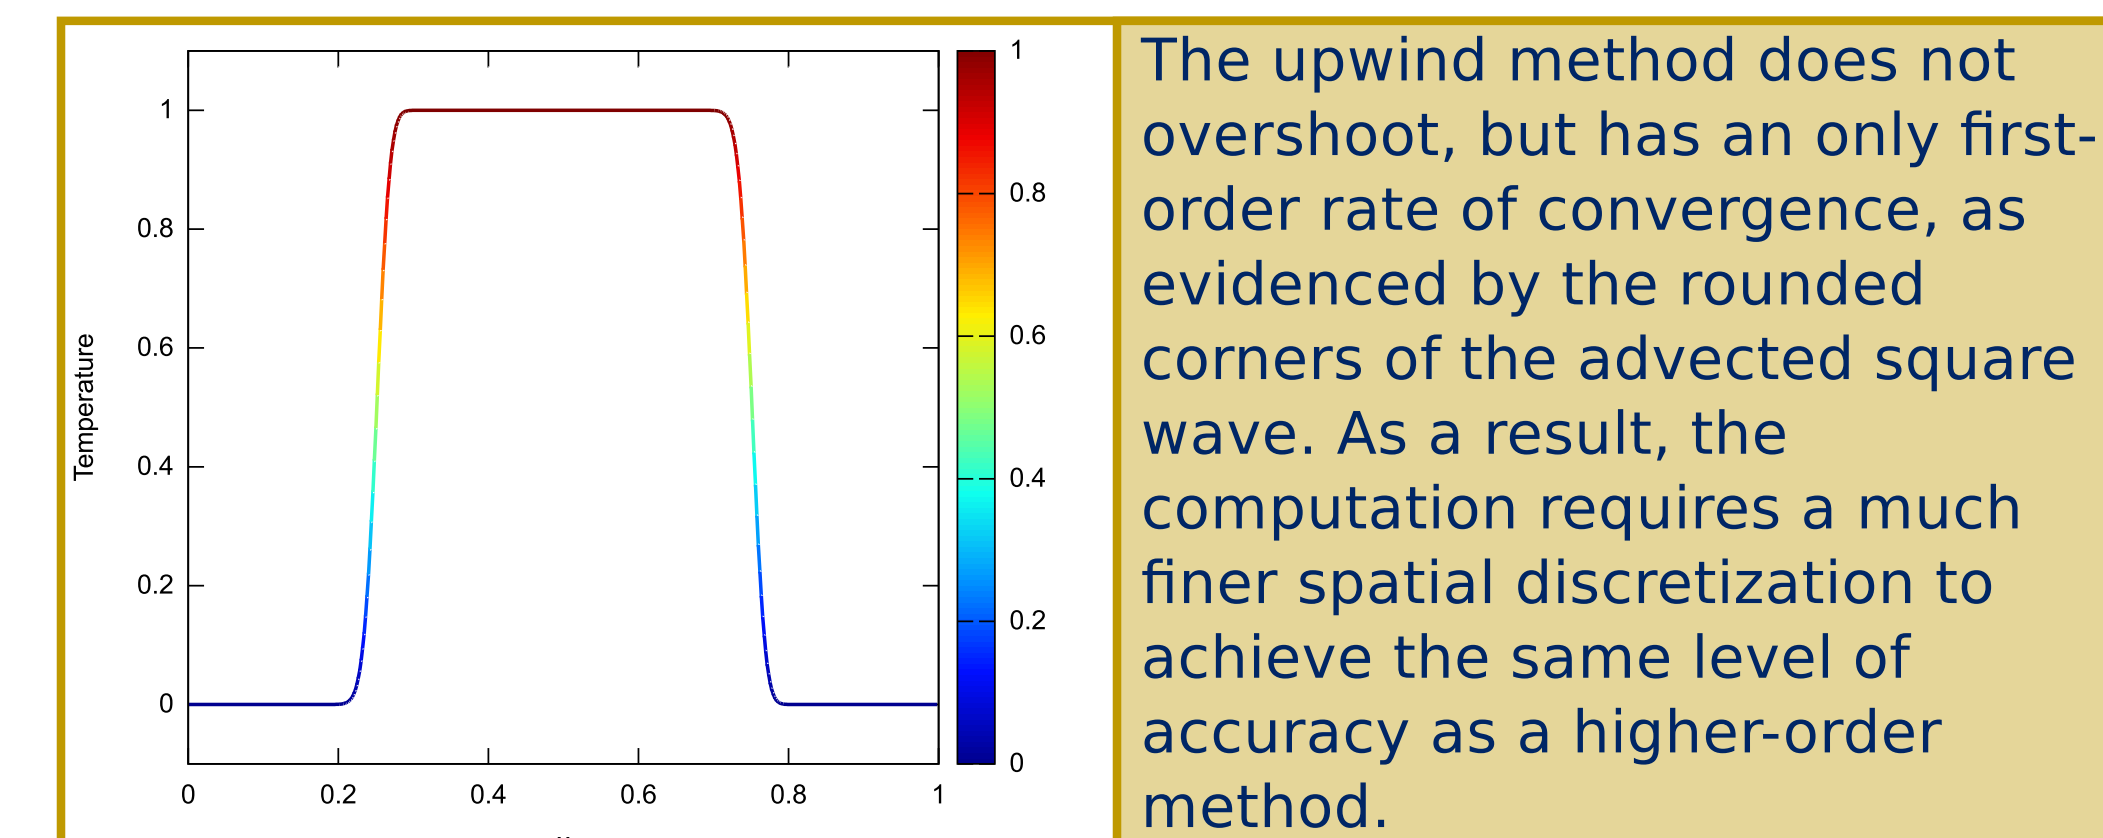 1
0.8
0.6
0.4
0.2
0
Temperature
0
0.2
0.4
0.6
0.8
1
1
0.8
0.6
0.4
0.2
0
The upwind method does not
overshoot, but has an only first-
order rate of convergence, as
evidenced by the rounded
corners of the advected square
wave. As a result, the
computation requires a much
finer spatial discretization to
achieve the same level of
accuracy as a higher-order
method.